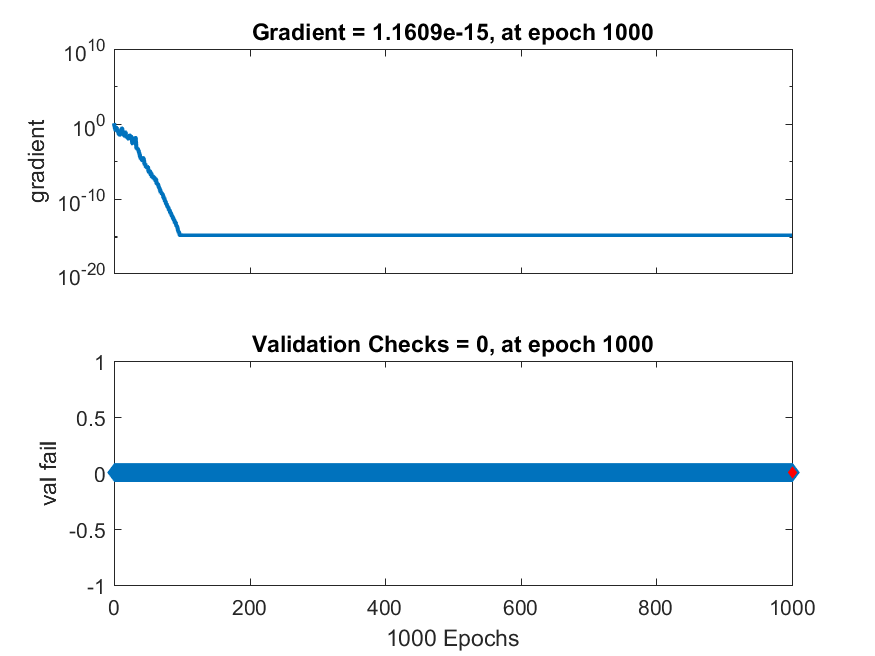 Gradient = 1.1609e-15, at epoch 1000
10^10
10^0
10^-10
10^-20
gradient
Validation Checks = 0, at epoch 1000
1
0.5
0
-0.5
-1
val fail
0 200 400 600 800 1000
1000 Epochs